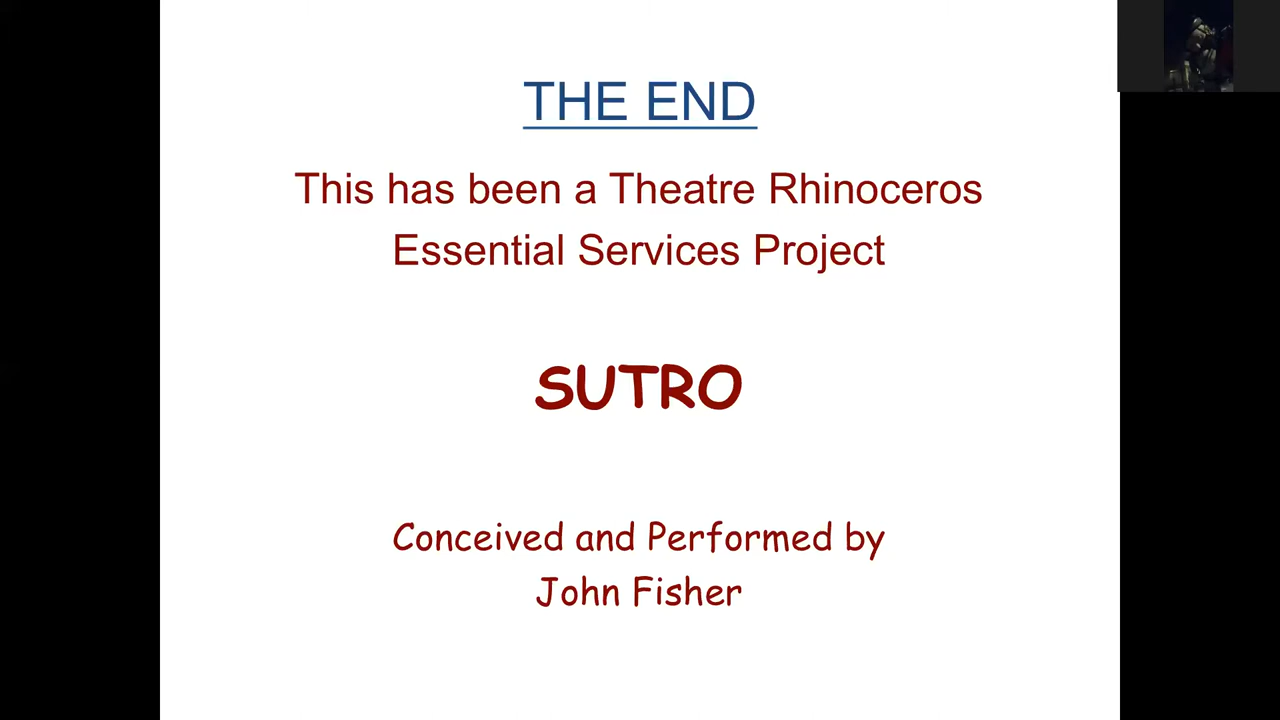 THE END
This has been a Theatre Rhinoceros
Essential Services Project
SUTRO
Conceived and Performed by
John Fisher